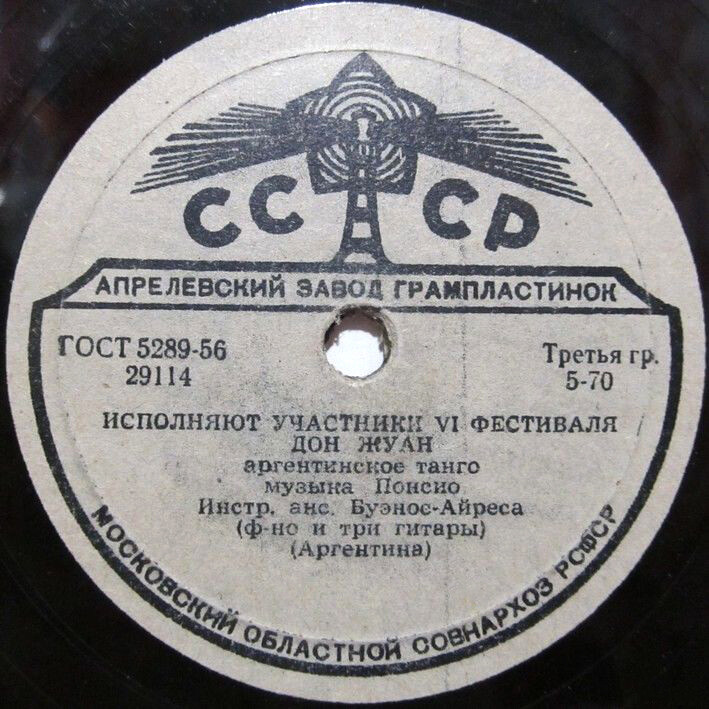 СССР
АПРЕЛЕВСКИЙ ЗАВОД ГРАМПЛАСТИНОК
ГОСТ 5289-56
29114
Третья гр.
5-70
ИСПОЛНЯЮТ УЧАСТНИКИ VI ФЕСТИВАЛЯ
ДОН ЖУАН
аргентинское танго
музыка Понсио
Инстр. анс. Буэнос-Айреса
(ф-но и три гитары)
(Аргентина)
МОСКОВСКИЙ ОБЛАСТНОЙ СОВНАРХОЗ РСФСР